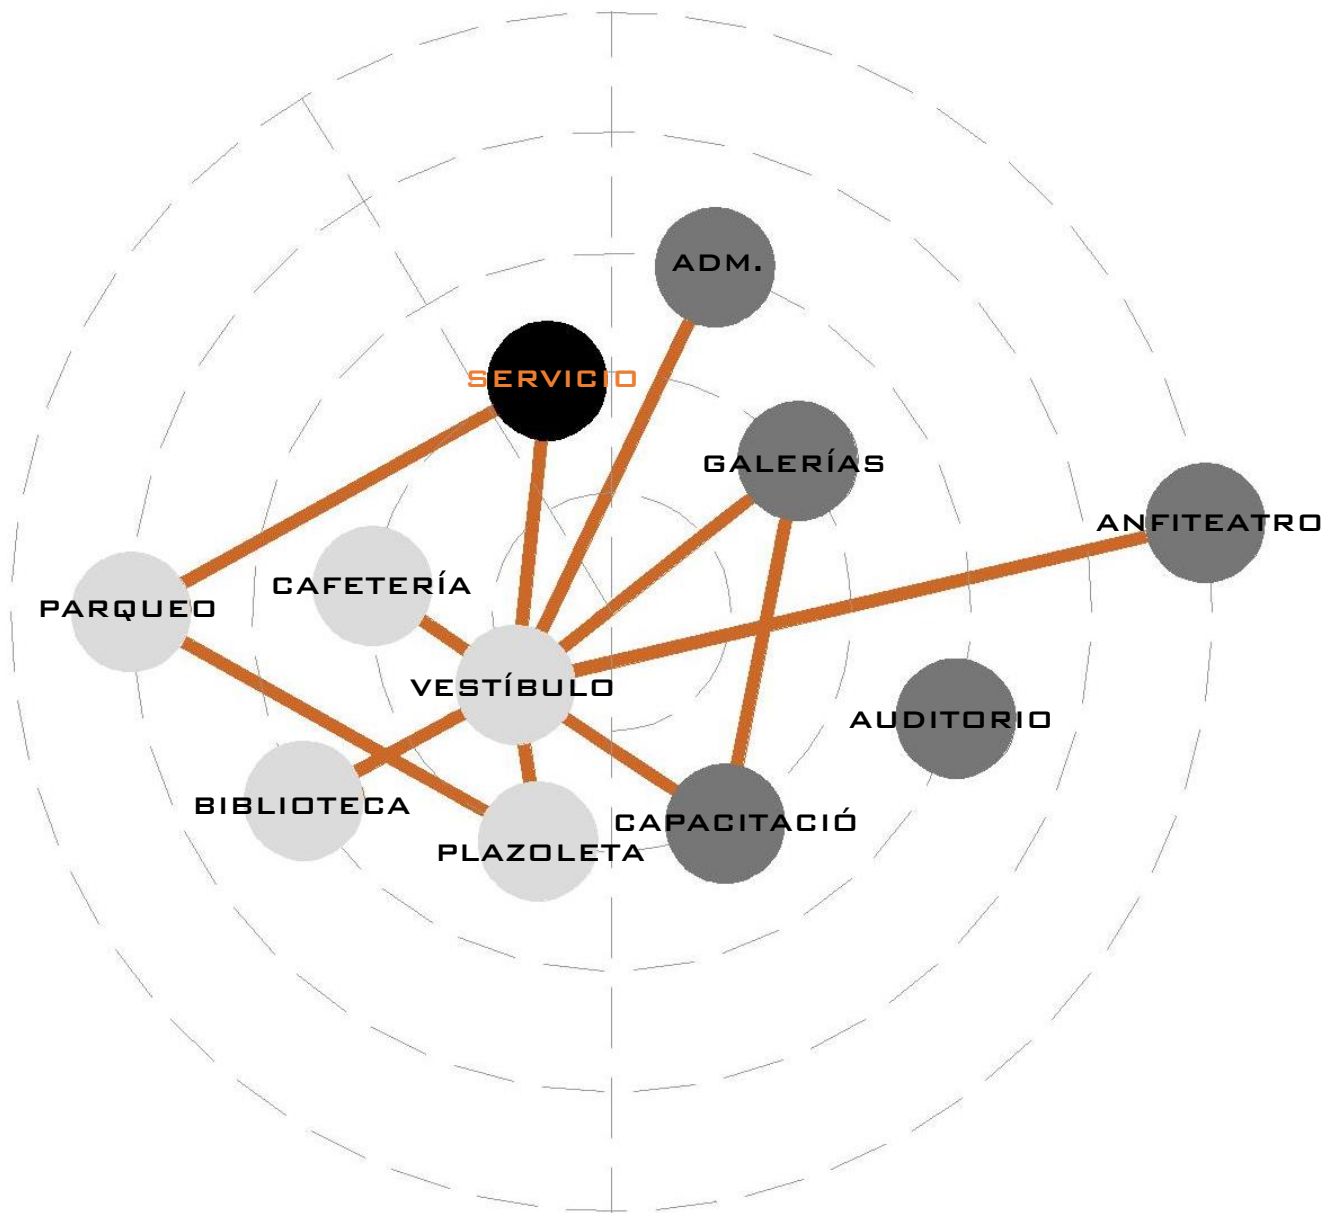 ADM.
SERVICIO
GALERÍAS
ANFITEATRO
CAFETERÍA
PARQUEO
VESTÍBULO
AUDITORIO
BIBLIOTECA
CAPACITACIÓ
PLAZOLETA